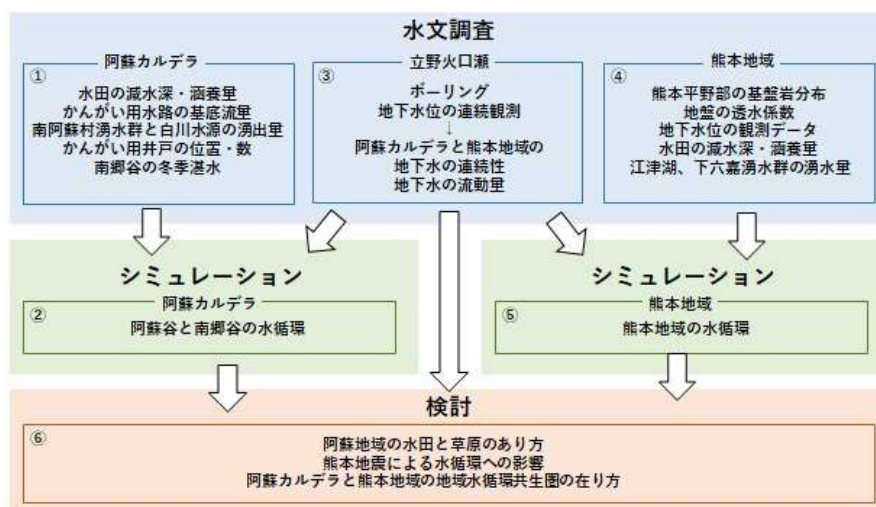 水文調査
阿蘇カルデラ
①
水田の減水深・涵養量
かんがい用水路の基底流量
南阿蘇村湧水群と白川水源の湧出量
かんがい用井戸の位置・数
南郷谷の冬季湛水
立野火口瀬
③
ボーリング
地下水位の連続観測
↓
阿蘇カルデラと熊本地域の
地下水の連続性
地下水の流動量
熊本地域
④
熊本平野部の基盤岩分布
地盤の透水係数
地下水位の観測データ
水田の減水深・涵養量
江津湖、下六嘉湧水群の湧水量
シミュレーション
阿蘇カルデラ
②
阿蘇谷と南郷谷の水循環
シミュレーション
熊本地域
⑤
熊本地域の水循環
検討
⑥
阿蘇地域の水田と草原のあり方
熊本地震による水循環への影響
阿蘇カルデラと熊本地域の地域水循環共生圏の在り方